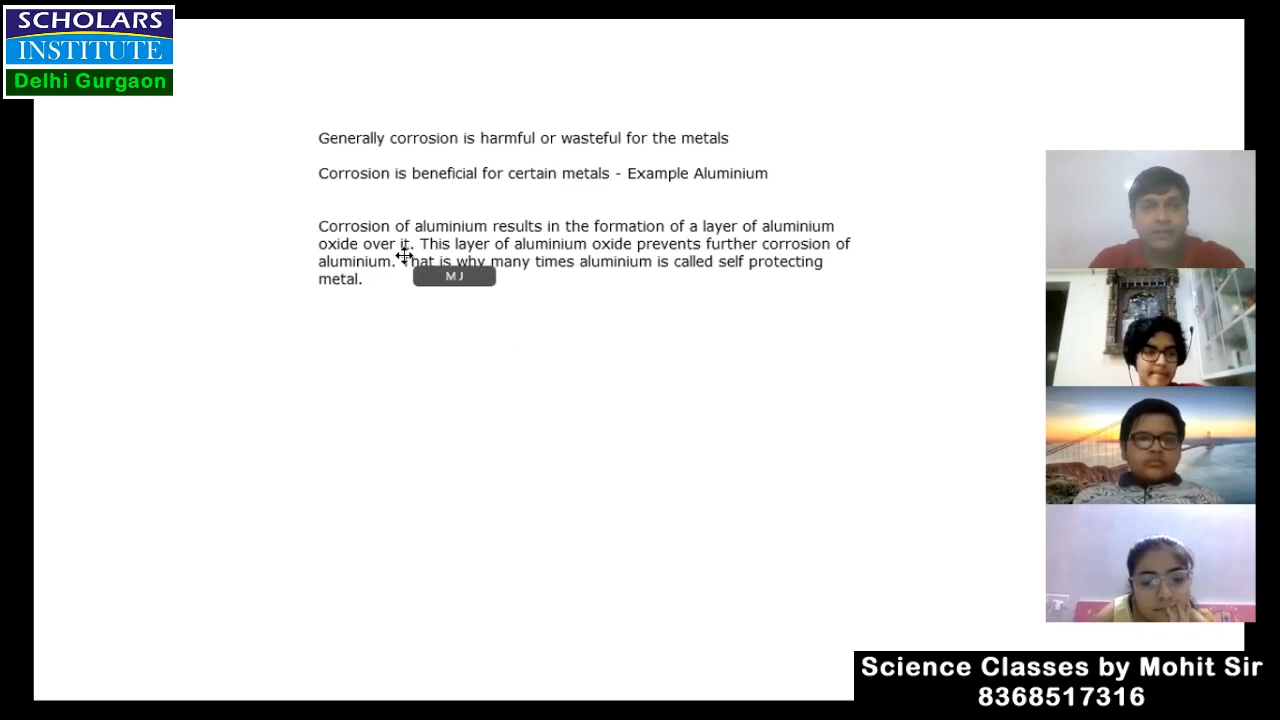 SCHOLARS
INSTITUTE
Delhi Gurgaon
Generally corrosion is harmful or wasteful for the metals
Corrosion is beneficial for certain metals - Example Aluminium
Corrosion of aluminium results in the formation of a layer of aluminium
oxide over it. This layer of aluminium oxide prevents further corrosion of
aluminium. That is why many times aluminium is called self protecting
metal.
MJ
Science Classes by Mohit Sir
8368517316